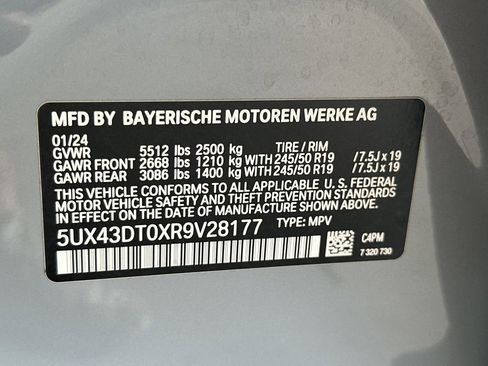 MFD BY BAYERISCHE MOTOREN WERKE AG
01/24
GVWR 5512 lbs 2500 kg TIRE / RIM
GAWR FRONT 2668 lbs 1210 kg WITH 245/50 R19 /7.5J x 19
GAWR REAR 3086 lbs 1400 kg WITH 245/50 R19 /7.5J x 19
THIS VEHICLE CONFORMS TO ALL APPLICABLE U.S. FEDERAL
MOTOR VEHICLE SAFETY AND THEFT PREVENTION STANDARDS
IN EFFECT ON THE DATE OF MANUFACTURE SHOWN ABOVE.
5UX43DT0XR9V28177 TYPE: MPV
C4PM
7 320 730